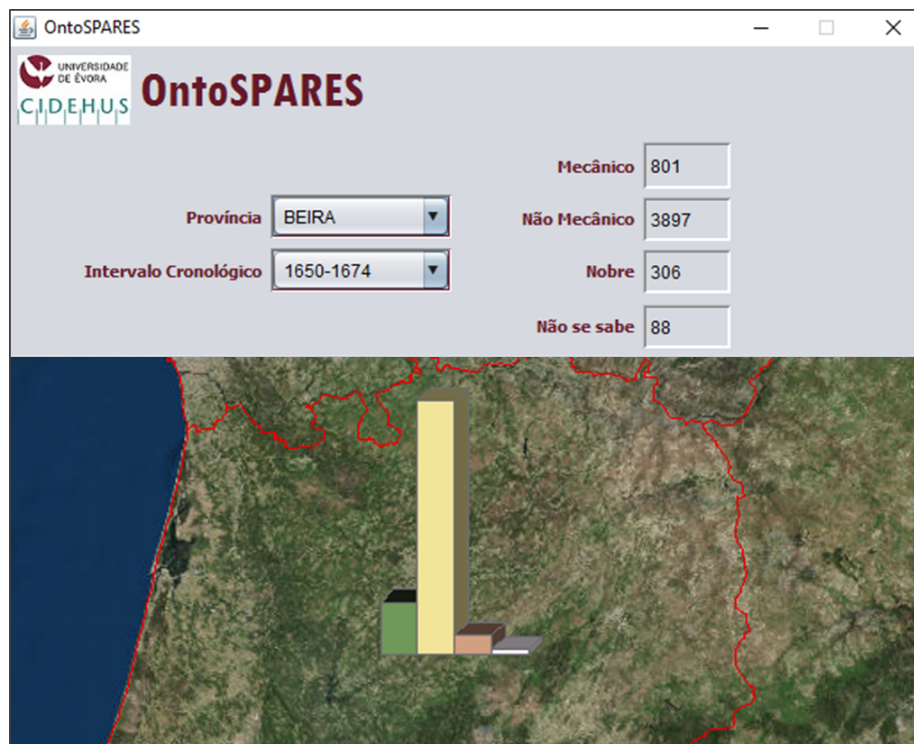 OntoSPARES
UNIVERSIDADE
DE ÉVORA
C|I|D|E|H|U|S
OntoSPARES
Província
BEIRA
Intervalo Cronológico
1650-1674
Mecânico
801
Não Mecânico
3897
Nobre
306
Não se sabe
88